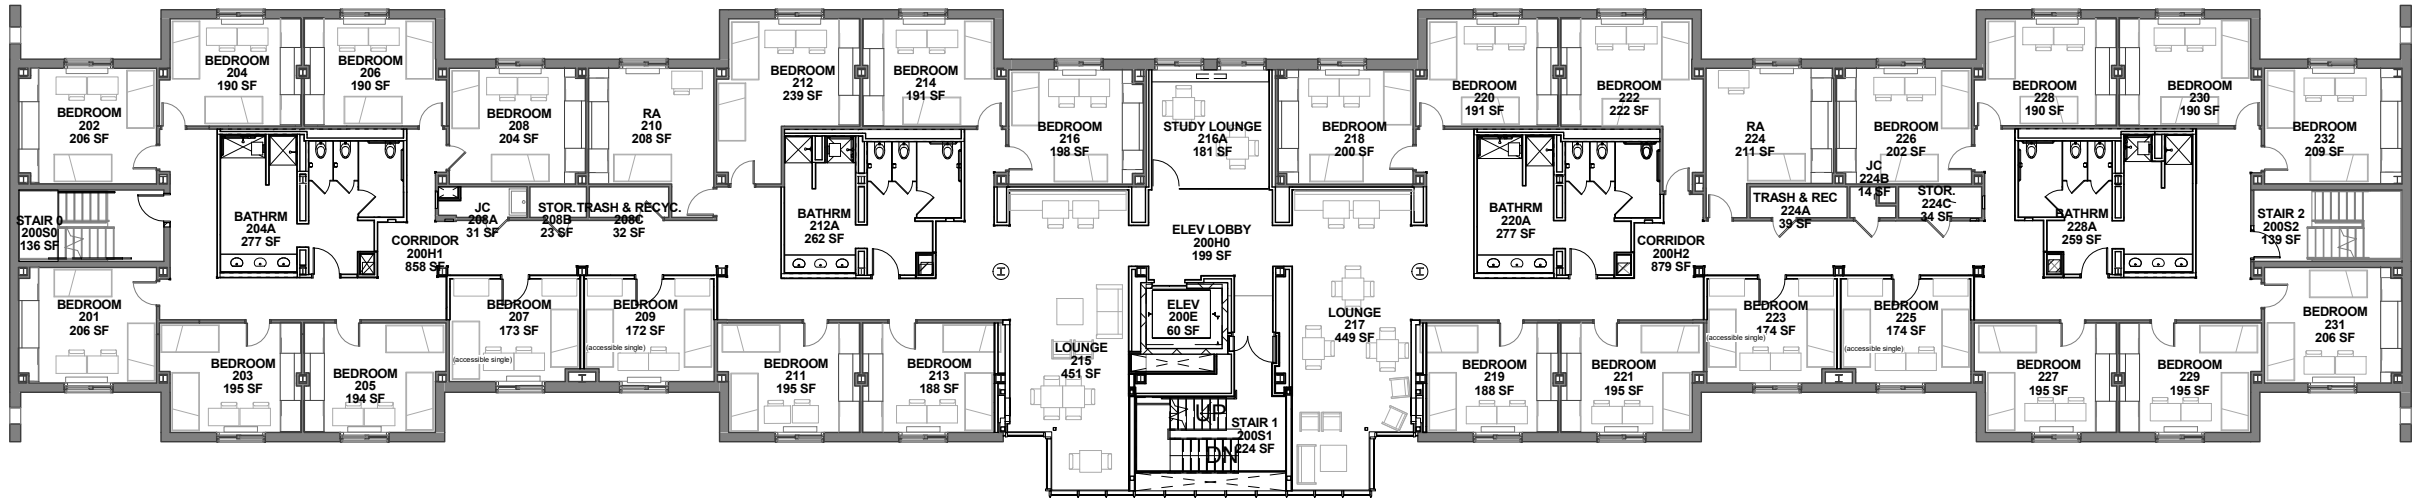 BEDROOM
204
190 SF
BEDROOM
206
190 SF
BEDROOM
212
239 SF
BEDROOM
214
191 SF
BEDROOM
220
191 SF
BEDROOM
222
222 SF
BEDROOM
228
190 SF
BEDROOM
230
190 SF
BEDROOM
202
206 SF
BEDROOM
208
204 SF
RA
210
208 SF
BEDROOM
216
198 SF
STUDY LOUNGE
216A
181 SF
BEDROOM
218
200 SF
RA
224
211 SF
BEDROOM
226
202 SF
BEDROOM
232
209 SF
JC
224B
14 SF
STAIR 0
200S0
136 SF
BATHRM
204A
277 SF
JC
208A
31 SF
STOR.
208B
23 SF
TRASH & RECYC.
208C
32 SF
BATHRM
212A
262 SF
BATHRM
220A
277 SF
TRASH & REC
224A
39 SF
STOR.
224C
34 SF
BATHRM
228A
259 SF
STAIR 2
200S2
139 SF
CORRIDOR
200H1
858 SF
ELEV LOBBY
200H0
199 SF
CORRIDOR
200H2
879 SF
H
H
BEDROOM
201
206 SF
BEDROOM
207
173 SF
(accessible single)
BEDROOM
209
172 SF
(accessible single)
ELEV
200E
60 SF
LOUNGE
217
449 SF
BEDROOM
223
174 SF
(accessible single)
BEDROOM
225
174 SF
(accessible single)
BEDROOM
231
206 SF
BEDROOM
203
195 SF
BEDROOM
205
194 SF
BEDROOM
211
195 SF
BEDROOM
213
188 SF
LOUNGE
215
451 SF
BEDROOM
219
188 SF
BEDROOM
221
195 SF
BEDROOM
227
195 SF
BEDROOM
229
195 SF
UP
STAIR 1
200S1
224 SF
DN